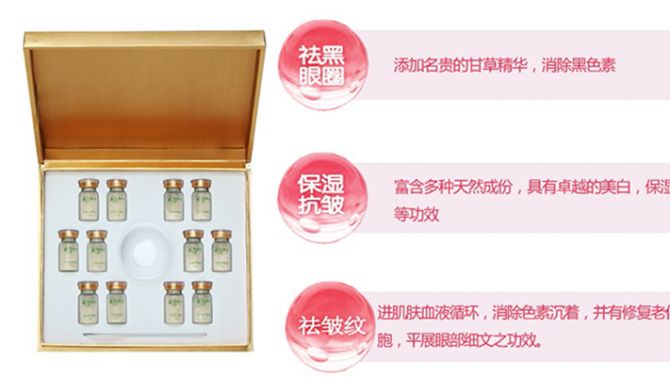 祛黑
眼圈
添加名贵的甘草精华，消除黑色素
保湿
抗皱
富含多种天然成份，具有卓越的美白，保湿
等功效
祛皱纹
进肌肤血液循环，消除色素沉着，并有修复老化
胞，平展眼部细文之功效。